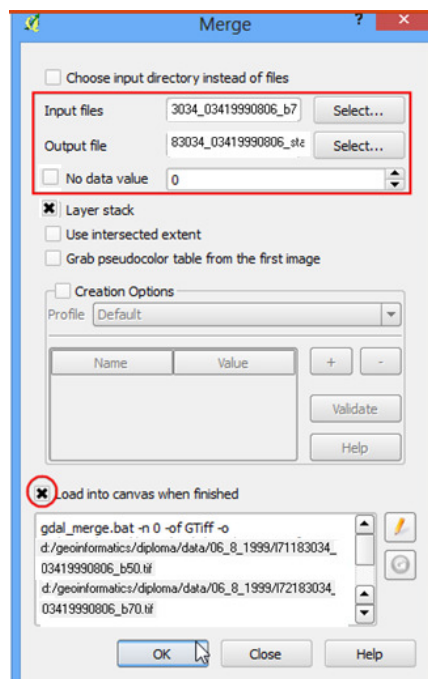 Merge
?
Choose input directory instead of files
Input files 3034_03419990806_b7 Select...
Output file 83034_03419990806_sta Select...
No data value 0
Layer stack
Use intersected extent
Grab pseudocolor table from the first image
Creation Options
Profile Default
Name Value + -
Validate
Help
Load into canvas when finished
gdal_merge.bat -n 0 -of GTiff -o
d:/geoinformatics/diploma/data/06_8_1999/l71183034_
03419990806_b50.tif
d:/geoinformatics/diploma/data/06_8_1999/l72183034_
03419990806_b70.tif
OK Close Help